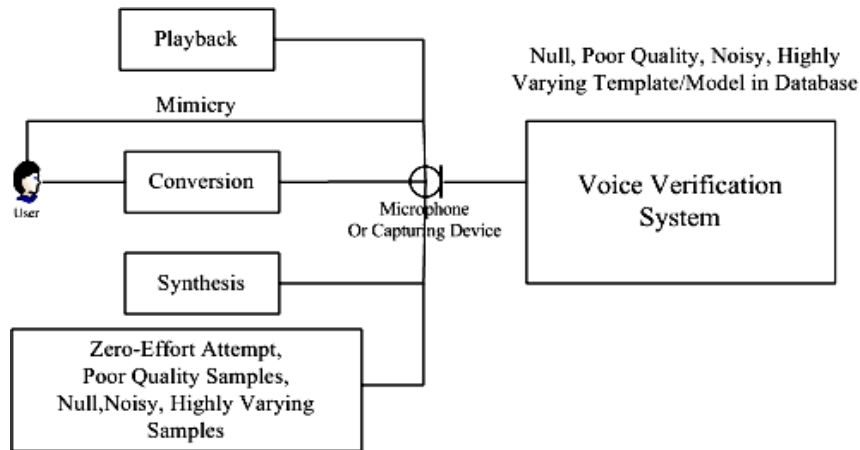 Playback
Null, Poor Quality, Noisy, Highly
Varying Template/Model in Database
Mimicry
User
Conversion
Microphone
Or Capturing Device
Voice Verification
System
Synthesis
Zero-Effort Attempt,
Poor Quality Samples,
Null,Noisy, Highly Varying
Samples